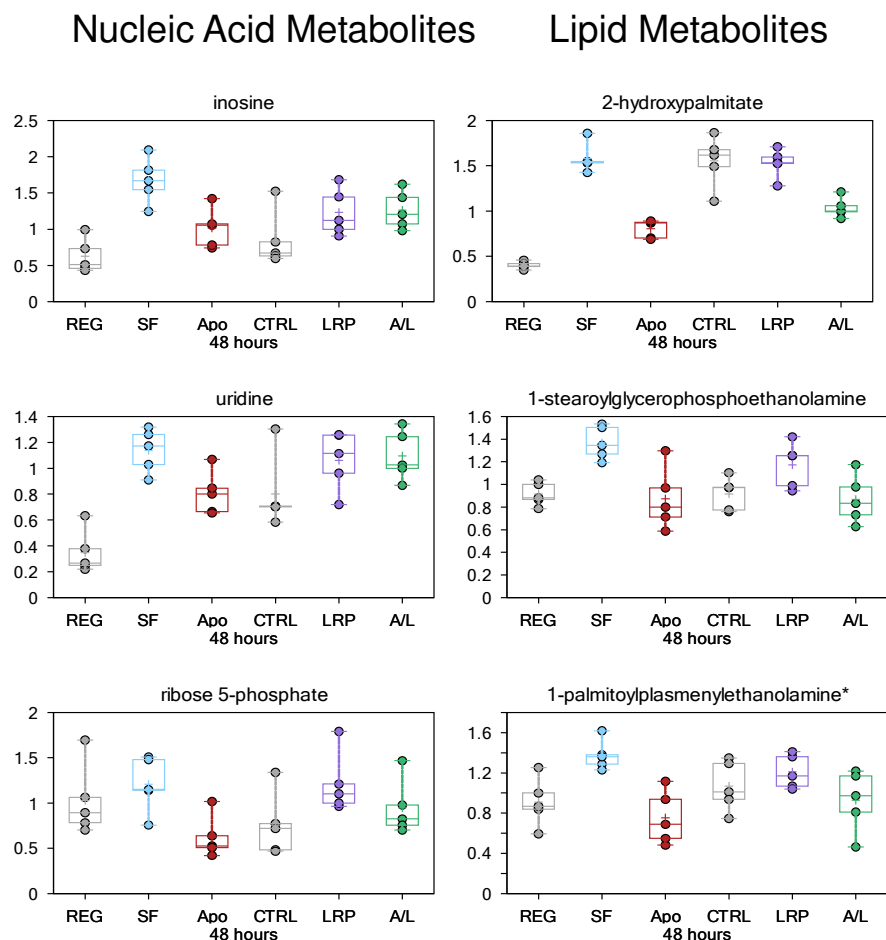 Nucleic Acid Metabolites
Lipid Metabolites
inosine
2.5
2
1.5
1
0.5
0
REG SF Apo CTRL LRP A/L
48 hours
2-hydroxypalmitate
2
1.5
1
0.5
0
REG SF Apo CTRL LRP A/L
48 hours
uridine
1.4
1.2
1
0.8
0.6
0.4
0.2
0
REG SF Apo CTRL LRP A/L
48 hours
1-stearoylglycerophosphoethanolamine
1.6
1.4
1.2
1
0.8
0.6
0.4
0.2
0
REG SF Apo CTRL LRP A/L
48 hours
ribose 5-phosphate
2
1.5
1
0.5
0
REG SF Apo CTRL LRP A/L
48 hours
1-palmitoylplasmenylethanolamine*
1.6
1.2
0.8
0.4
0
REG SF Apo CTRL LRP A/L
48 hours